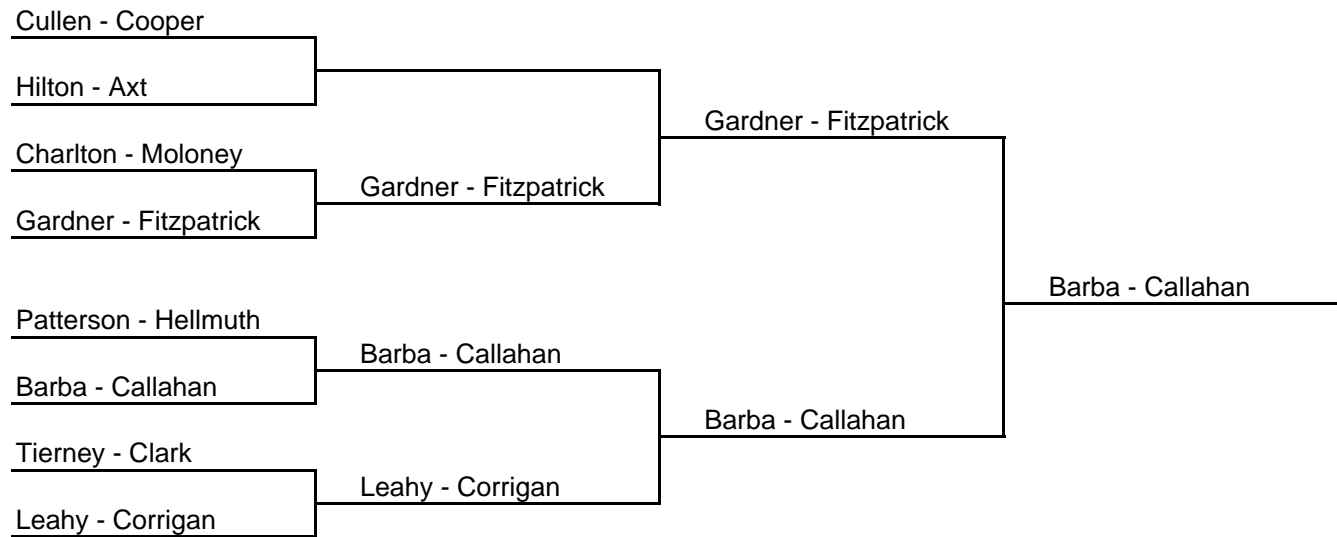 Cullen - Cooper
Hilton - Axt
Gardner - Fitzpatrick
Charlton - Moloney
Gardner - Fitzpatrick
Gardner - Fitzpatrick
Barba - Callahan
Patterson - Hellmuth
Barba - Callahan
Barba - Callahan
Barba - Callahan
Tierney - Clark
Leahy - Corrigan
Leahy - Corrigan